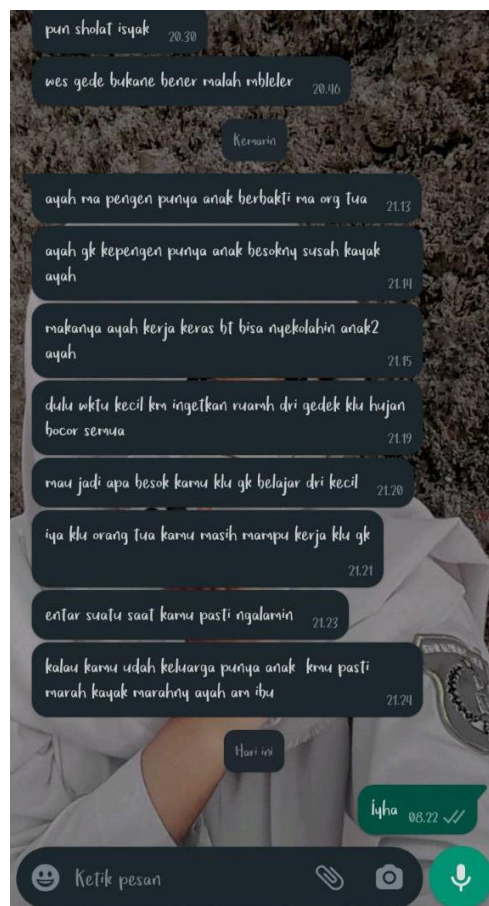 pun sholat isyak 20.30
wes gede bukane bener malah mbleler 20.46
Kemarin
ayah ma pengen punya anak berbakti ma org tua 21.13
ayah gk kepengen punya anak besokny susah kayak
ayah 21.14
makanya ayah kerja keras bt bisa nyekolahin anak2
ayah 21.15
dulu wktu kecil km ingetkan ruamh dri gedek klu hujan
bocor semua 21.19
mau jadi apa besok kamu klu gk belajar dri kecil 21.20
iya klu orang tua kamu masih mampu kerja klu gk
21.21
entar suatu saat kamu pasti ngalamin 21.23
kalau kamu udah keluarga punya anak kmu pasti
marah kayak marahny ayah am ibu 21.24
Hari ini
iyha 08.22
Ketik pesan